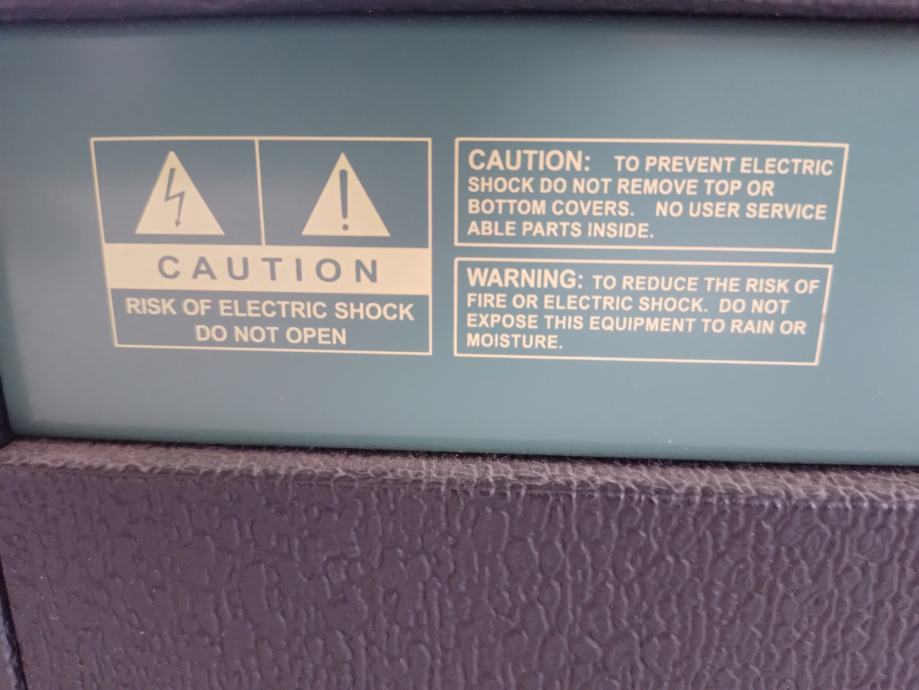 CAUTION
RISK OF ELECTRIC SHOCK
DO NOT OPEN
CAUTION: TO PREVENT ELECTRIC
SHOCK DO NOT REMOVE TOP OR
BOTTOM COVERS. NO USER SERVICE
ABLE PARTS INSIDE.
WARNING: TO REDUCE THE RISK OF
FIRE OR ELECTRIC SHOCK. DO NOT
EXPOSE THIS EQUIPMENT TO RAIN OR
MOISTURE.